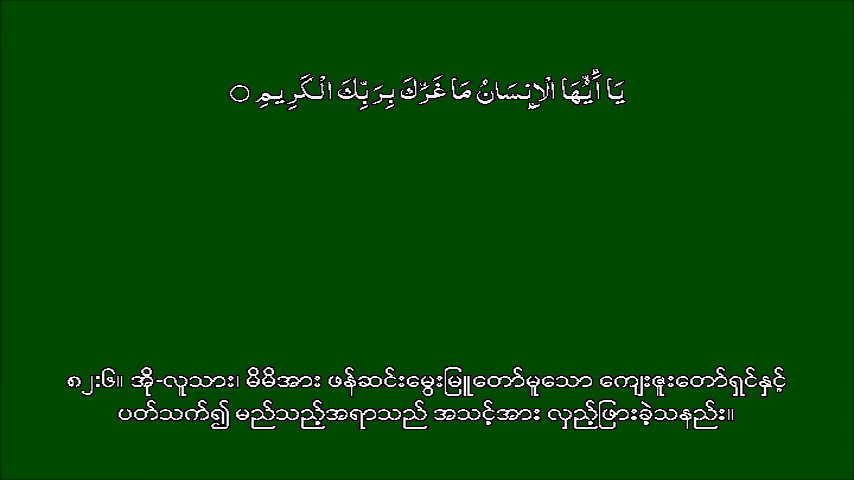 يَا أَيُّهَا الْإِنسَانُ مَا غَرَّكَ بِرَبِّكَ الْكَرِيمِ ○
၈၂:၆။ အို-လူသား၊ မိမိအား ဖန်ဆင်းမွေးမြူတော်မူသော ကျေးဇူးတော်ရှင်နှင့်
ပတ်သက်၍ မည်သည့်အရာသည် အသင့်အား လှည့်ဖြားခဲ့သနည်း။